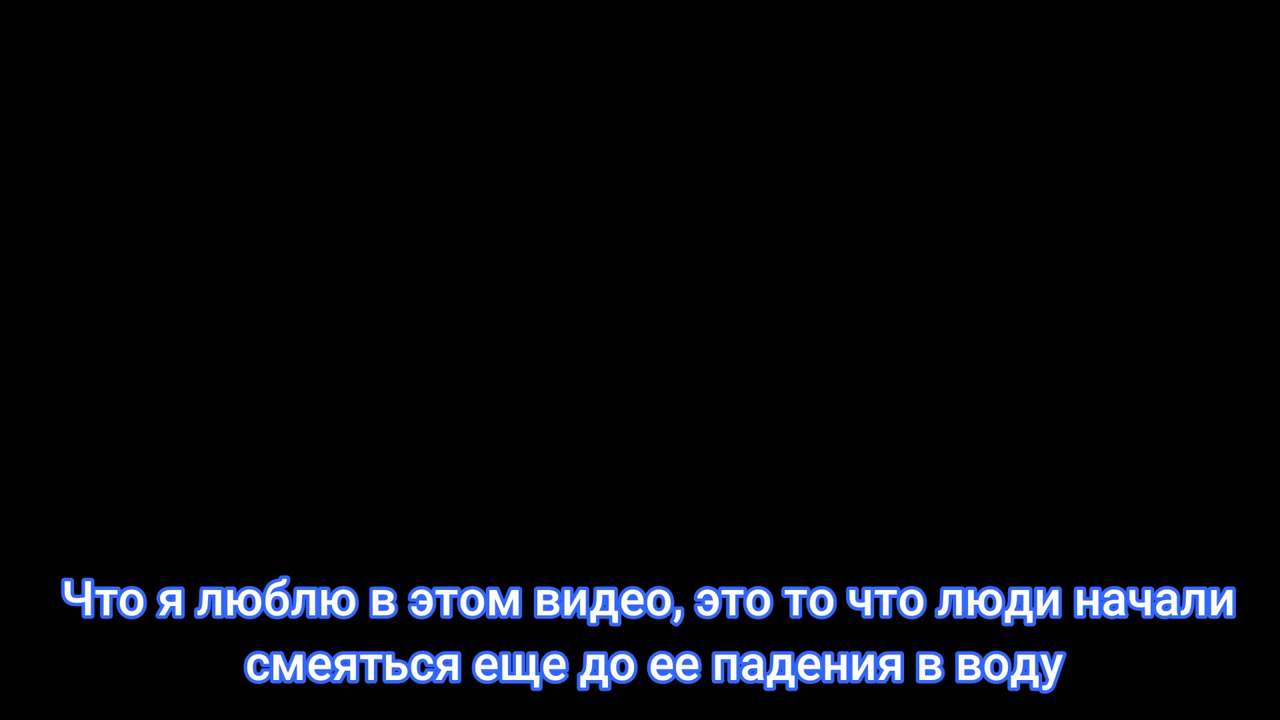 Что я люблю в этом видео, это то что люди начали
смеяться еще до ее падения в воду